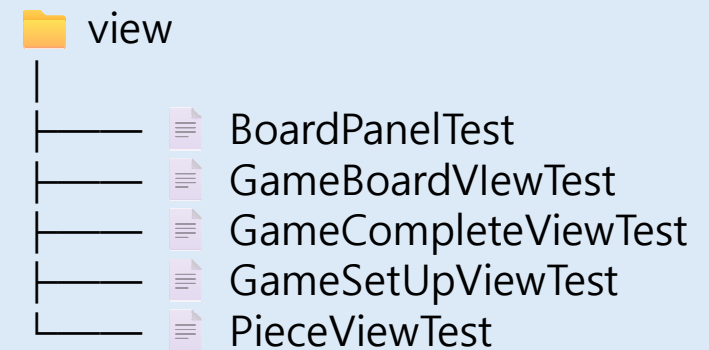 view
BoardPanelTest
GameBoardVIewTest
GameCompleteViewTest
GameSetUpViewTest
PieceViewTest